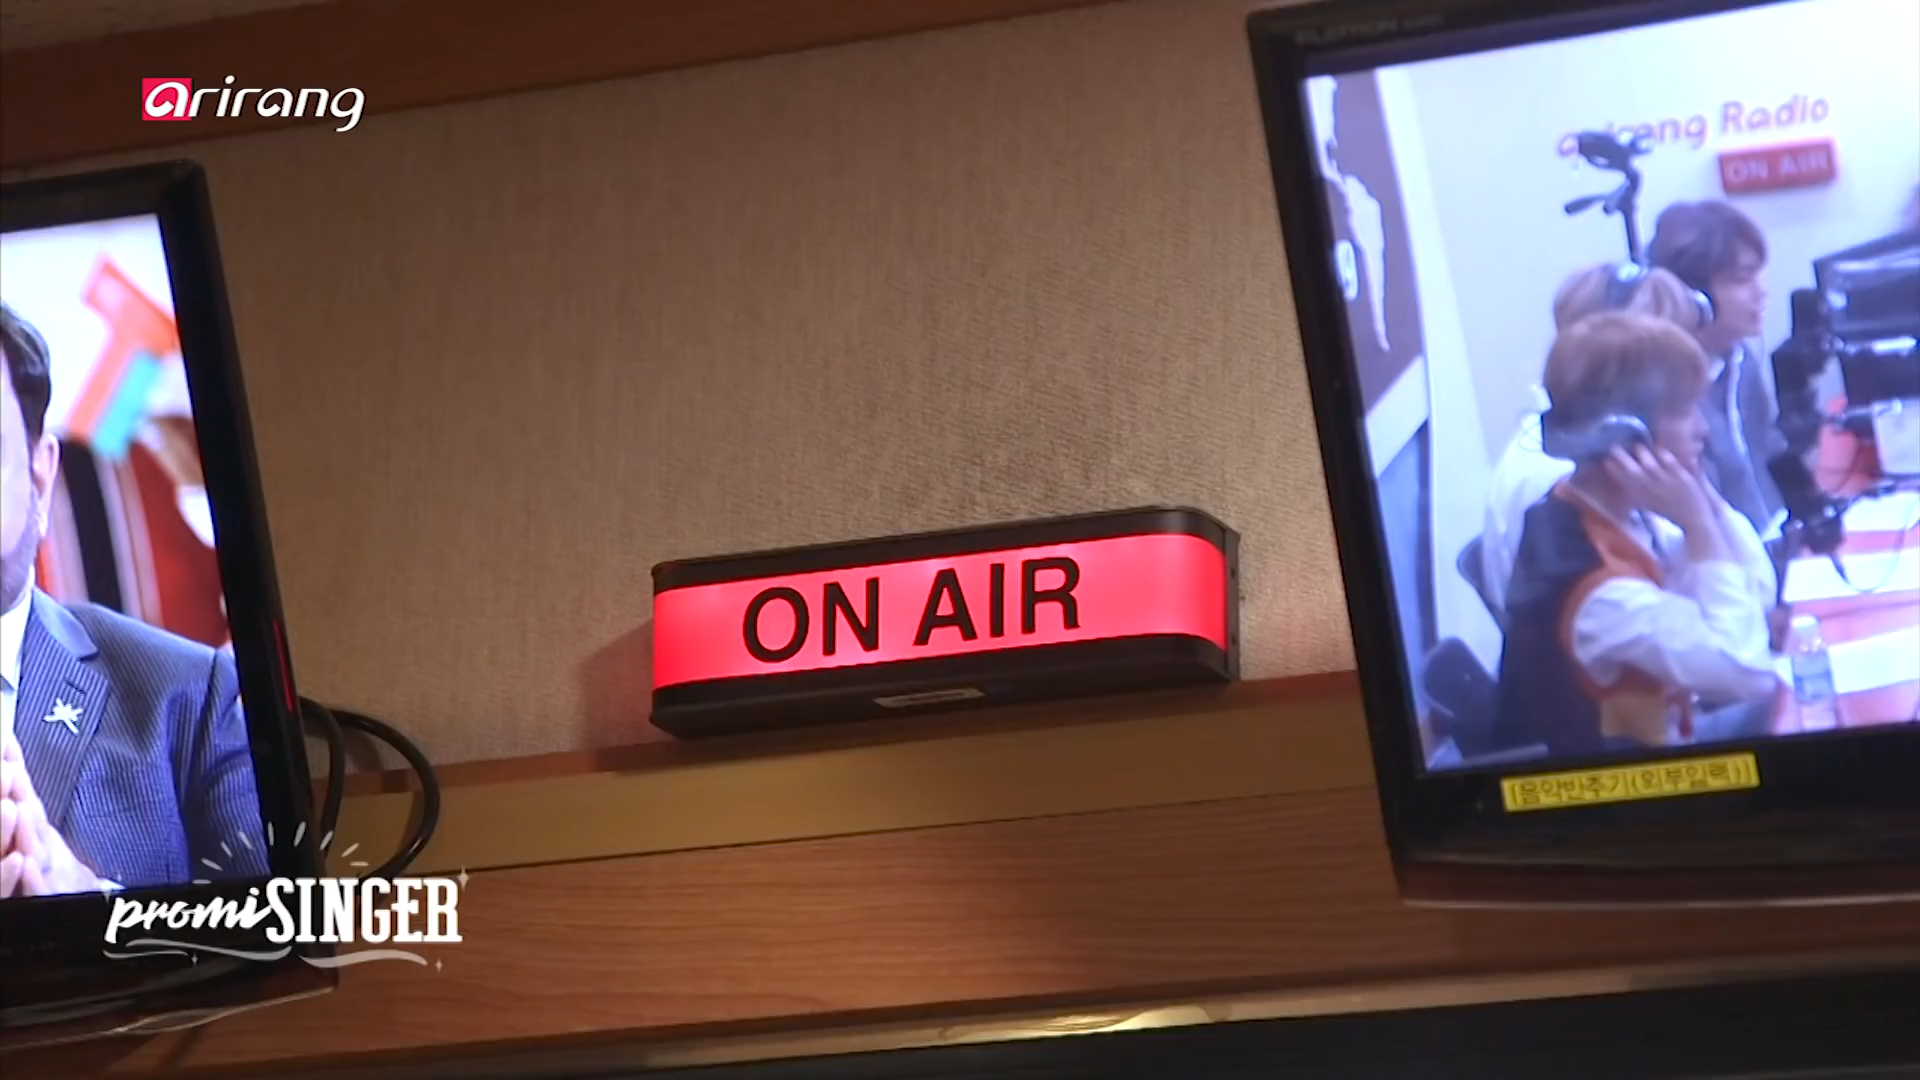 arirang
arirang Radio
ON AIR
ON AIR
[음악반주기(외부입력)]
promiSINGER